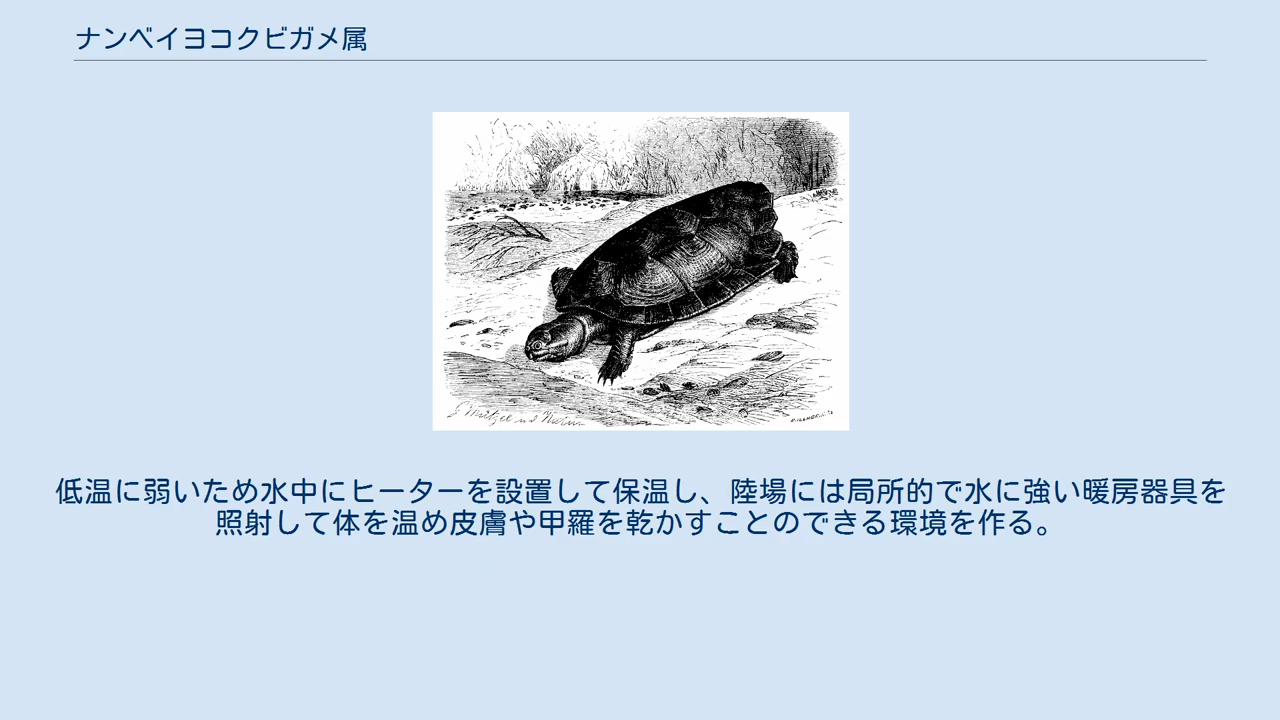 ナンベイヨコクビガメ属
低温に弱いため水中にヒーターを設置して保温し、陸場には局所的で水に強い暖房器具を
照射して体を温め皮膚や甲羅を乾かすことのできる環境を作る。